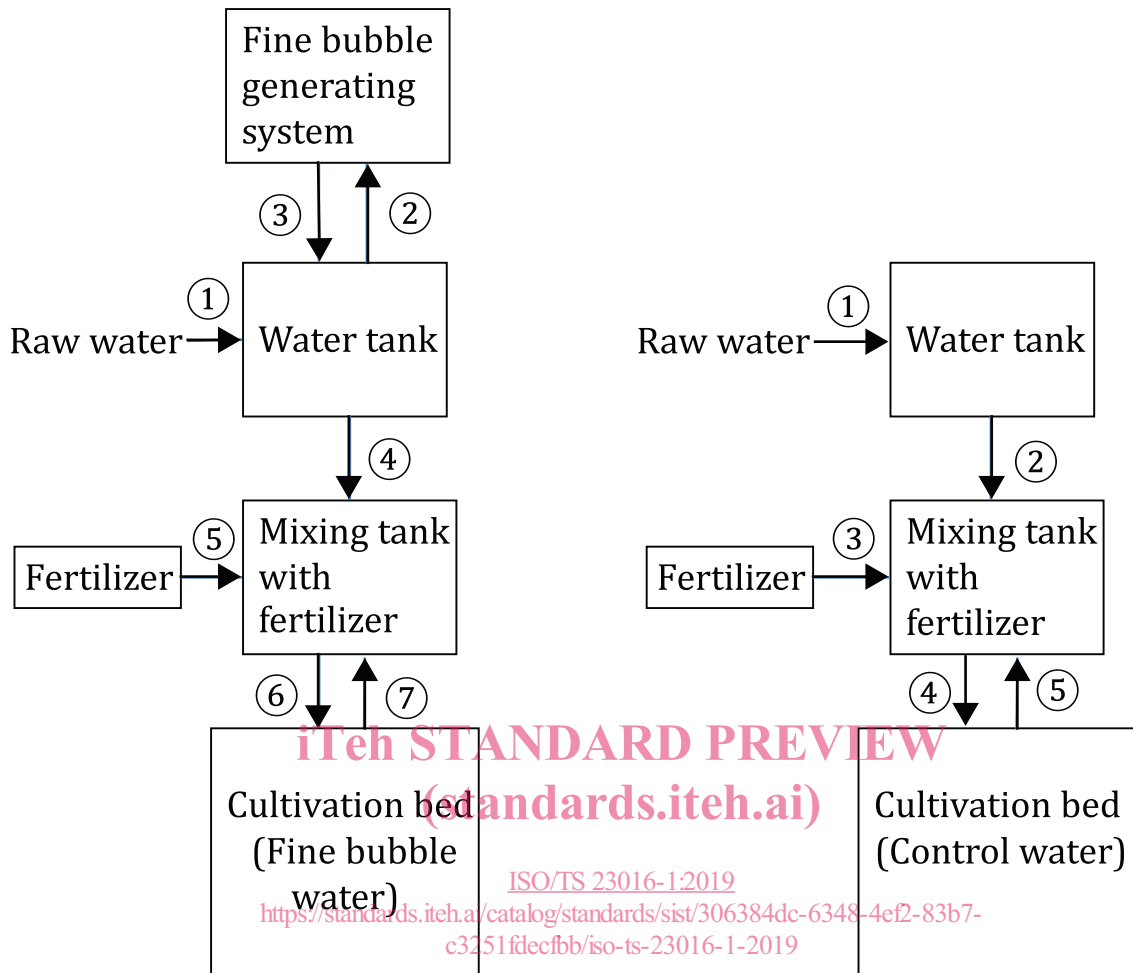 Fine bubble
generating
system
③
②
①
Raw water
Water tank
④
⑤
Fertilizer
Mixing tank
with
fertilizer
⑥
⑦
Cultivation bed
(Fine bubble
water)
①
Raw water
Water tank
②
③
Fertilizer
Mixing tank
with
fertilizer
④
⑤
Cultivation bed
(Control water)
iTeh STANDARD PREVIEW
(standards.iteh.ai)
ISO/TS 23016-1:2019
https://standards.iteh.ai/catalog/standards/sist/306384dc-6348-4ef2-83b7-
c3251fdecfbb/iso-ts-23016-1-2019